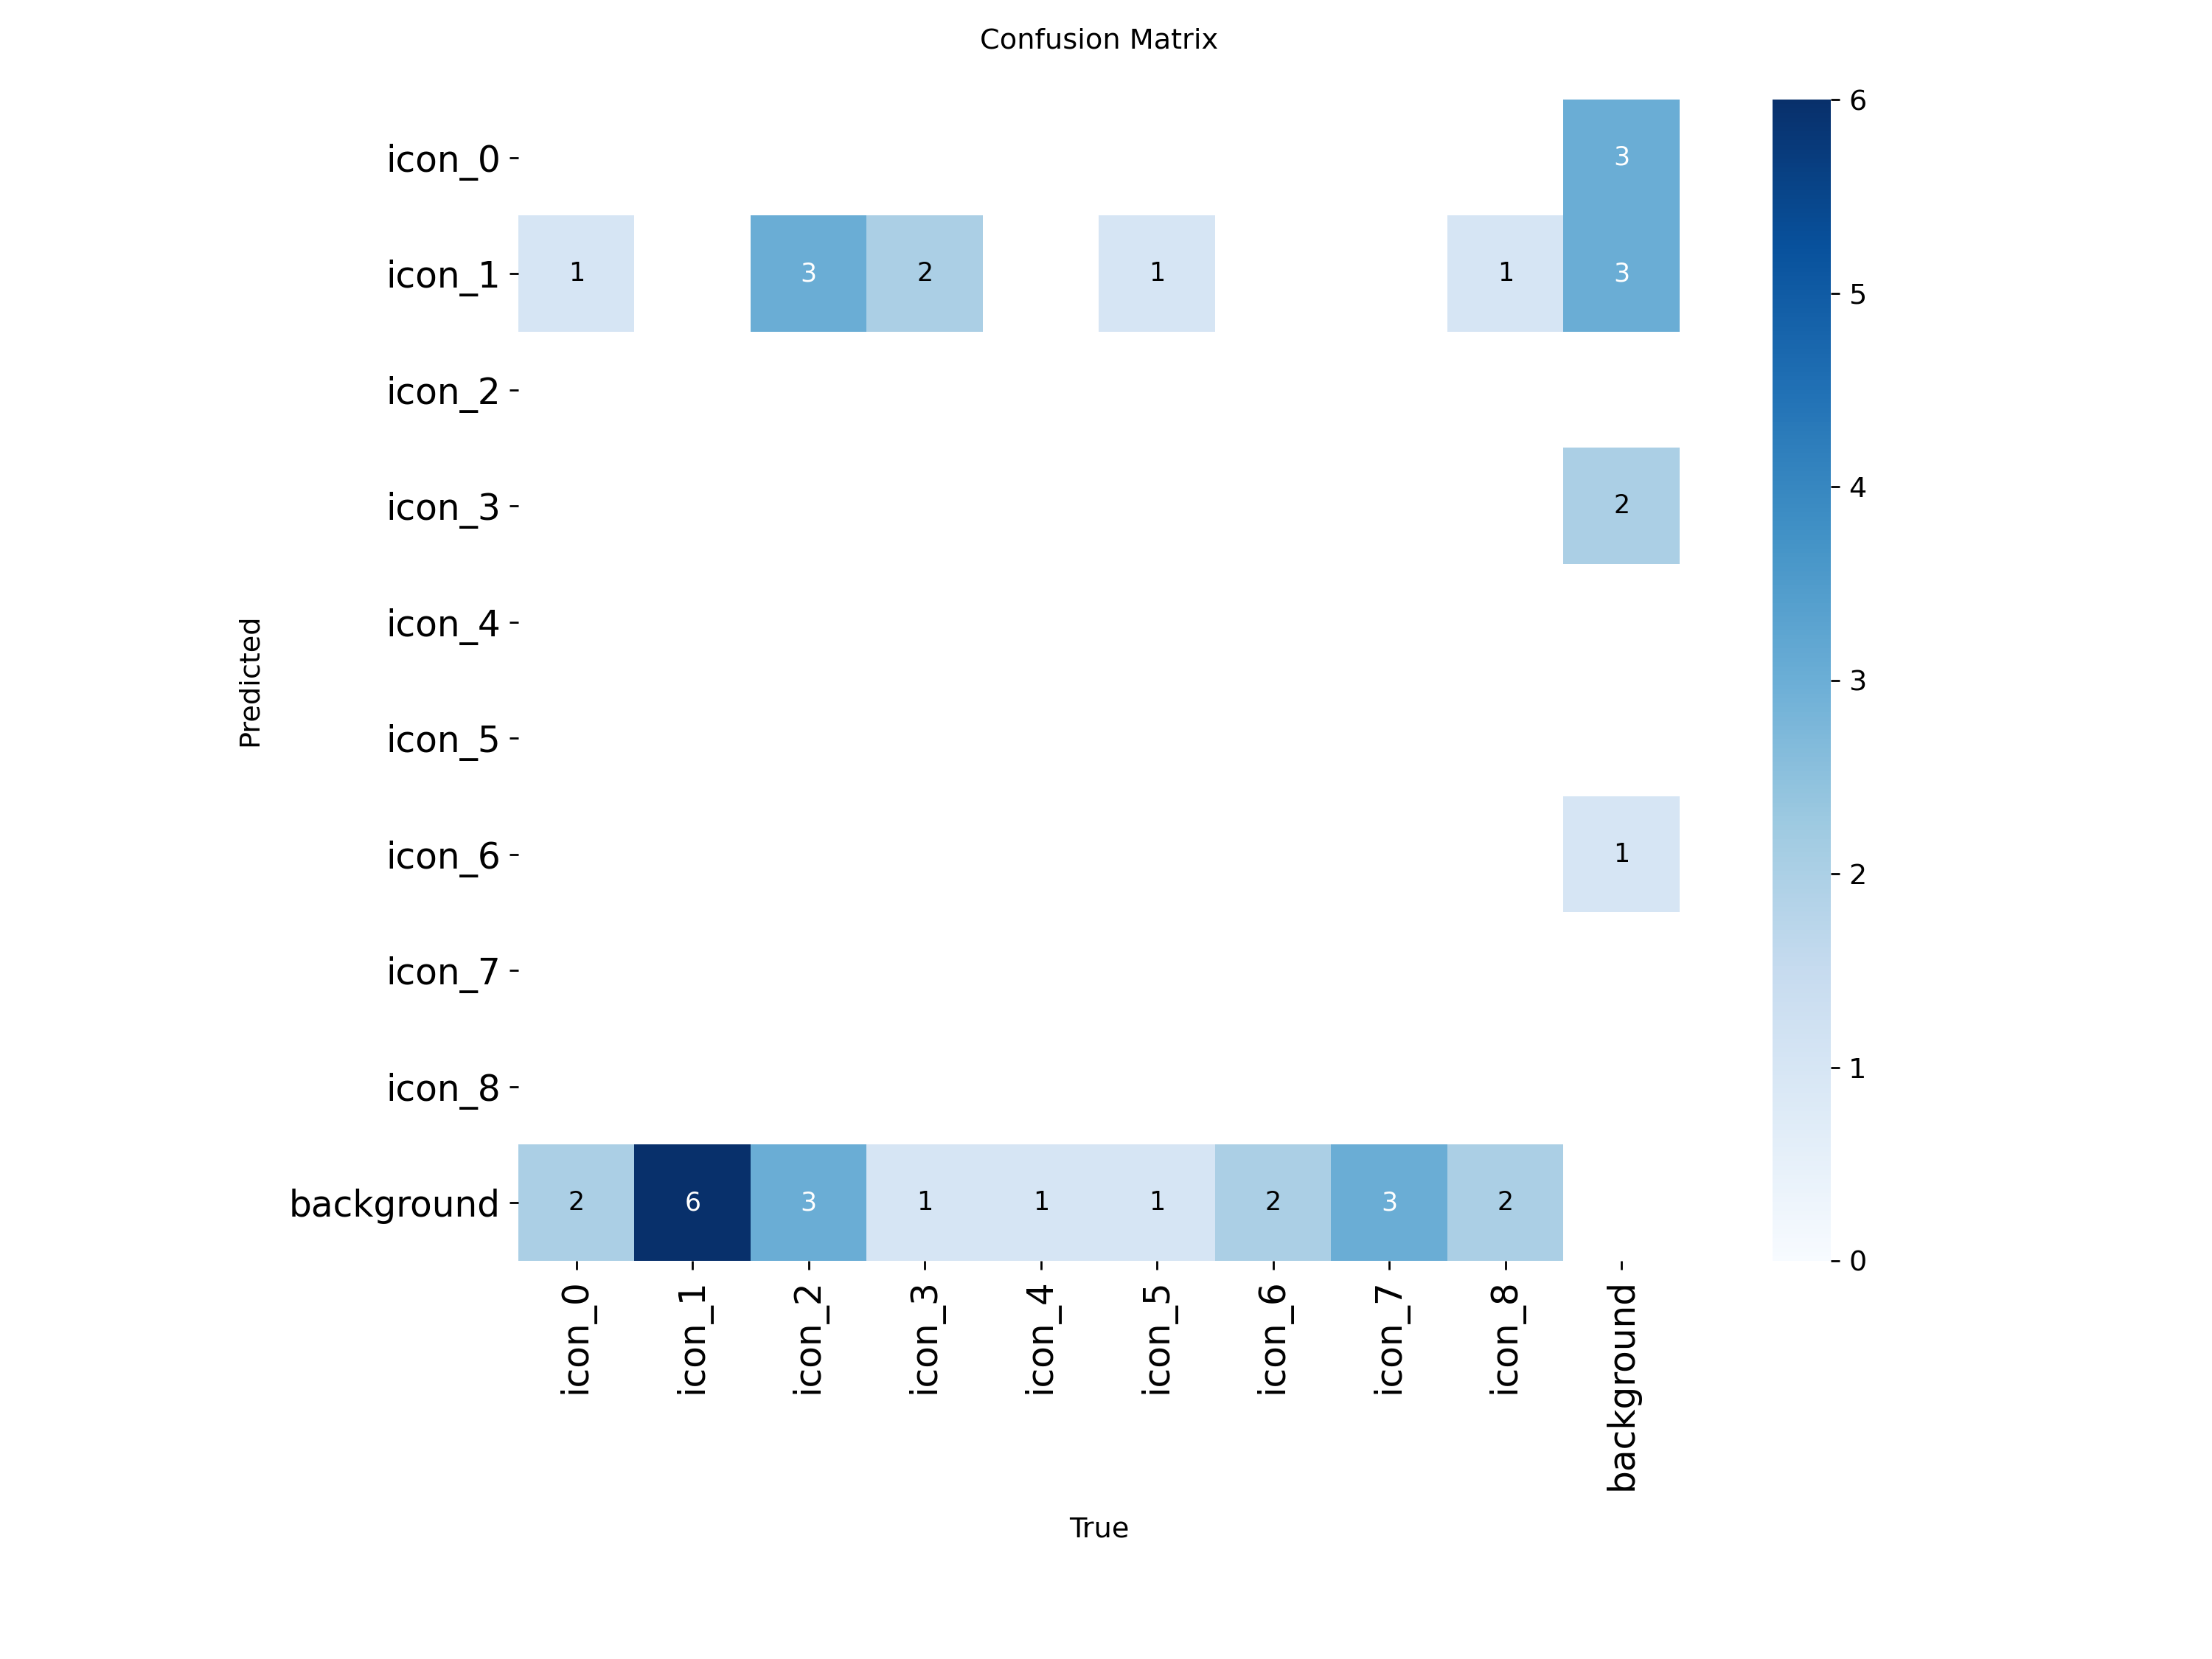 Confusion Matrix
icon_0
3
icon_1
1 3 2 1 1 3
icon_2
icon_3
2
icon_4
icon_5
icon_6
1
icon_7
icon_8
background
2 6 3 1 1 1 2 3 2
icon_0
icon_1
icon_2
icon_3
icon_4
icon_5
icon_6
icon_7
icon_8
background
Predicted
True
6
5
4
3
2
1
0